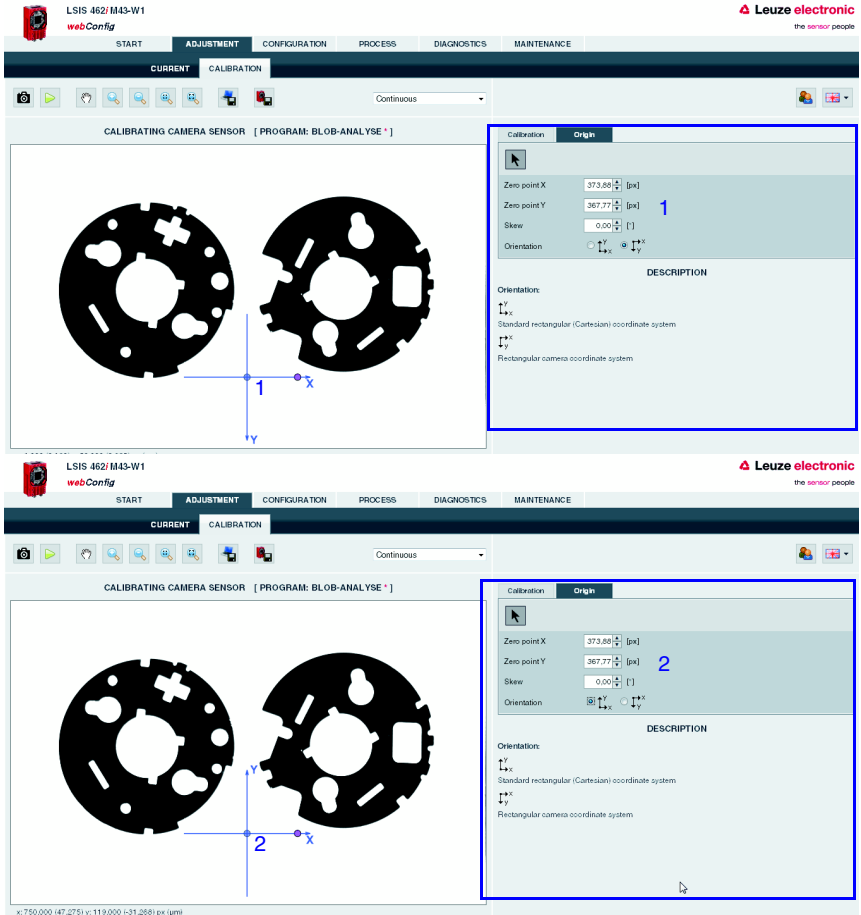 LSIS 462i M43-W1
Leuze electronic
webConfig
the sensor people
START ADJUSTMENT CONFIGURATION PROCESS DIAGNOSTICS MAINTENANCE
CURRENT CALIBRATION
Continuous
CALIBRATING CAMERA SENSOR [ PROGRAM: BLOB-ANALYSE * ]
Calibration Origin
Zero point X 373,88 [px]
Zero point Y 367,77 [px]
1
Skew 0,00 [°]
Orientation Y X X Y
DESCRIPTION
Orientation:
Y
X
Standard rectangular (Cartesian) coordinate system
X
Y
Rectangular camera coordinate system
1
X
Y
LSIS 462i M43-W1
Leuze electronic
webConfig
the sensor people
START ADJUSTMENT CONFIGURATION PROCESS DIAGNOSTICS MAINTENANCE
CURRENT CALIBRATION
Continuous
CALIBRATING CAMERA SENSOR [ PROGRAM: BLOB-ANALYSE * ]
Calibration Origin
Zero point X 373,88 [px]
Zero point Y 367,77 [px]
2
Skew 0,00 [°]
Orientation Y X X Y
DESCRIPTION
Orientation:
Y
X
Standard rectangular (Cartesian) coordinate system
X
Y
Rectangular camera coordinate system
Y
2
X
x: 750,000 (47,275) y: 119,000 (-31,268) px (µm)